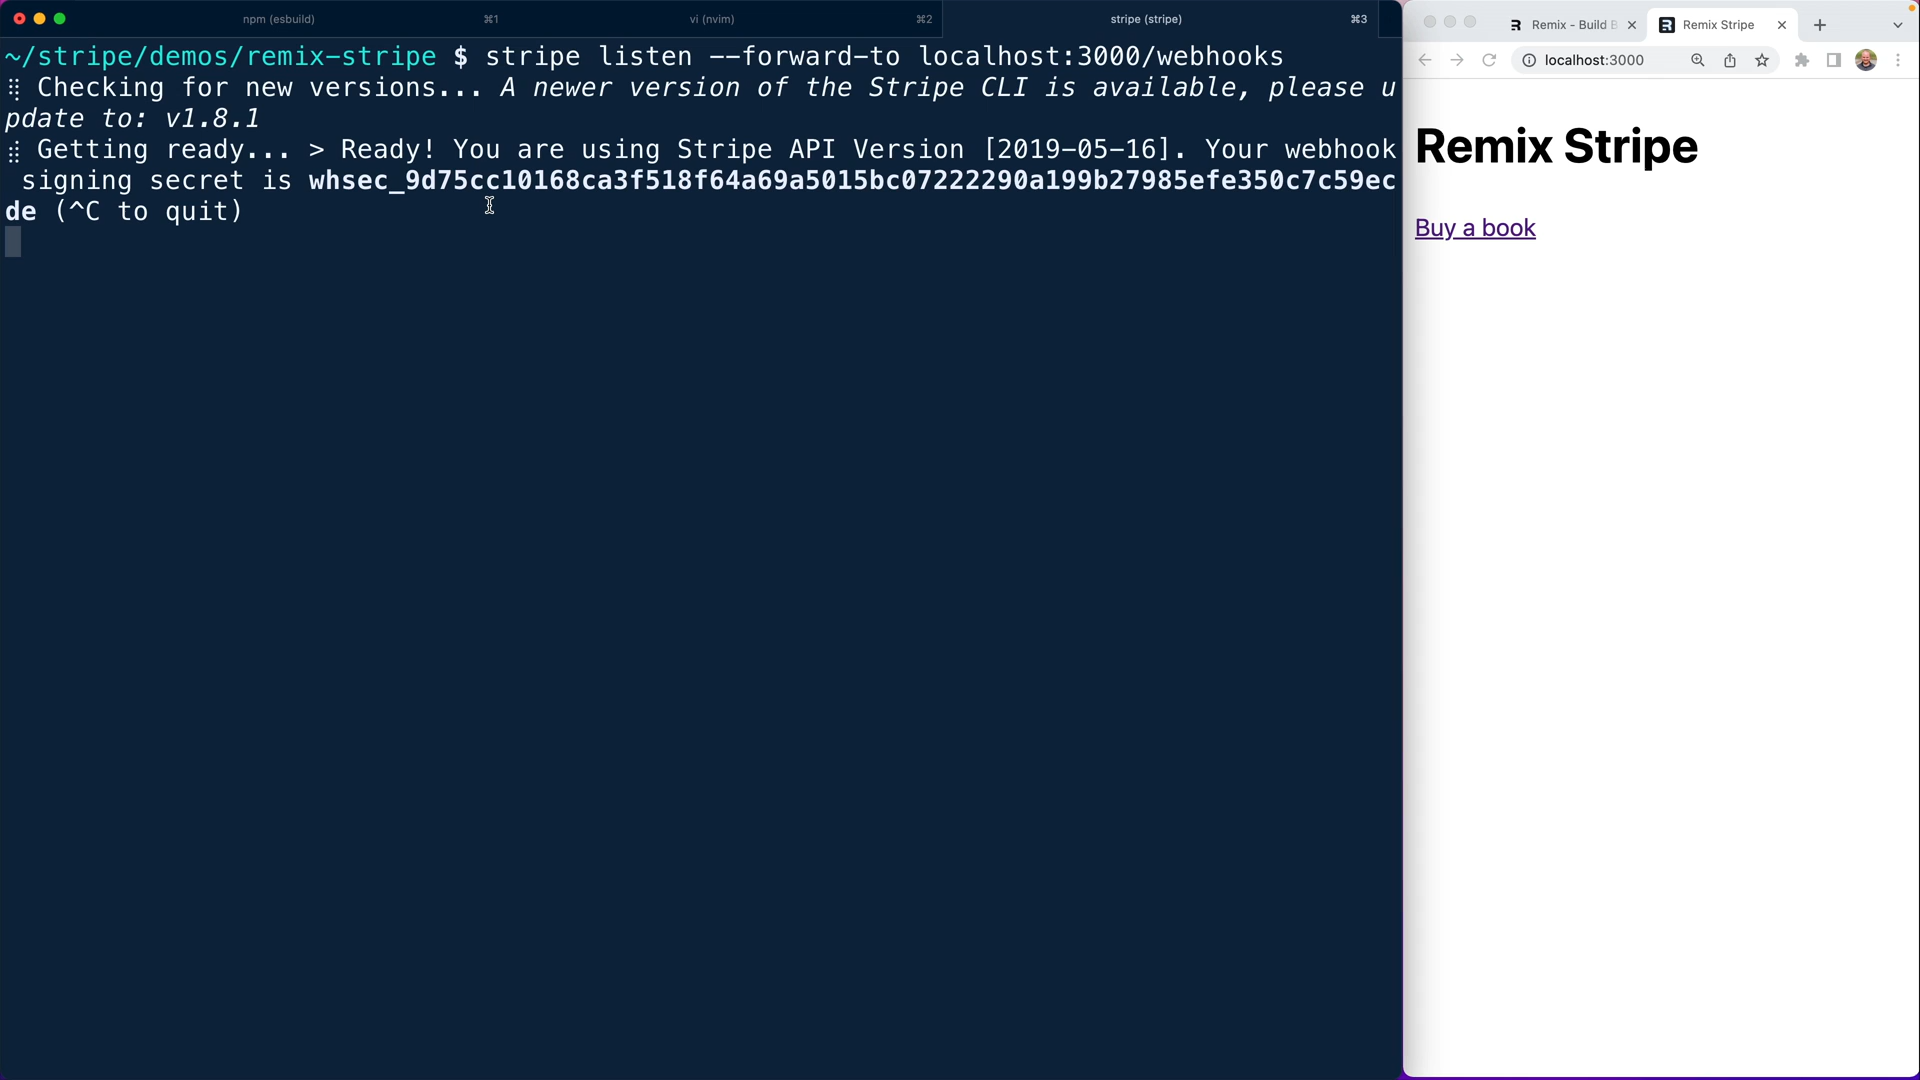 npm (esbuild) ⌘1 vi (nvim) ⌘2 stripe (stripe) ⌘3
~/stripe/demos/remix-stripe $ stripe listen --forward-to localhost:3000/webhooks
⣾ Checking for new versions... A newer version of the Stripe CLI is available, please u
pdate to: v1.8.1
⣾ Getting ready... > Ready! You are using Stripe API Version [2019-05-16]. Your webhook
signing secret is whsec_9d75cc10168ca3f518f64a69a5015bc07222290a199b27985efe350c7c59ec
de (^C to quit)
Remix - Build B Remix Stripe
localhost:3000
Remix Stripe
Buy a book